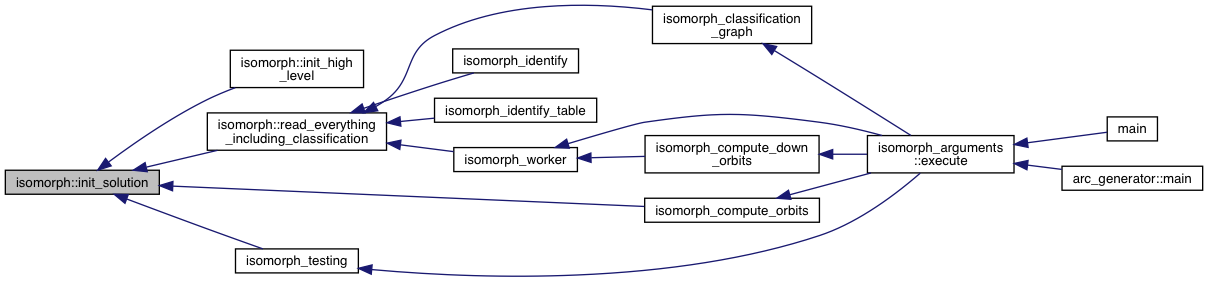 isomorph::init_solution
isomorph::init_high
_level
isomorph::read_everything
_including_classification
isomorph_testing
isomorph_identify
isomorph_identify_table
isomorph_worker
isomorph_classification
_graph
isomorph_compute_down
_orbits
isomorph_compute_orbits
isomorph_arguments
::execute
main
arc_generator::main